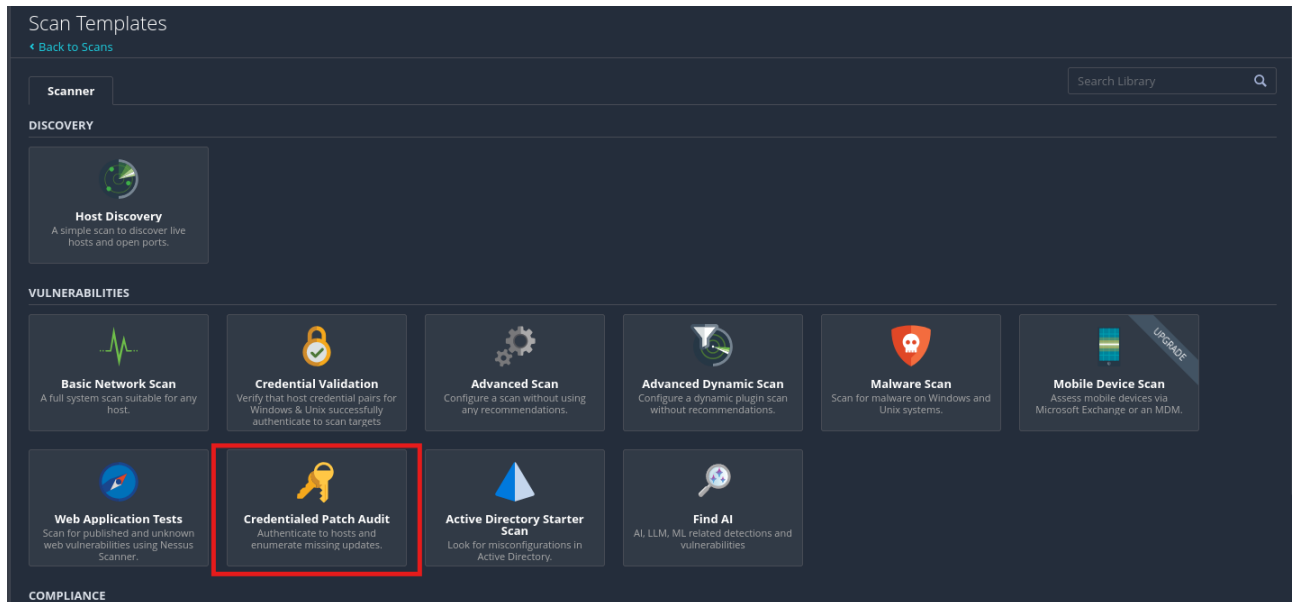 Scan Templates
‹ Back to Scans
Scanner
Search Library
DISCOVERY
Host Discovery
A simple scan to discover live
hosts and open ports.
VULNERABILITIES
Basic Network Scan
A full system scan suitable for any
host.
Credential Validation
Verify that host credential pairs for
Windows & Unix successfully
authenticate to scan targets
Advanced Scan
Configure a scan without using
any recommendations.
Advanced Dynamic Scan
Configure a dynamic plugin scan
without recommendations.
Malware Scan
Scan for malware on Windows and
Unix systems.
UPGRADE
Mobile Device Scan
Assess mobile devices via
Microsoft Exchange or an MDM.
Web Application Tests
Scan for published and unknown
web vulnerabilities using Nessus
Scanner.
Credentialed Patch Audit
Authenticate to hosts and
enumerate missing updates.
Active Directory Starter
Scan
Look for misconfigurations in
Active Directory.
Find AI
AI, LLM, ML related detections and
vulnerabilities
COMPLIANCE